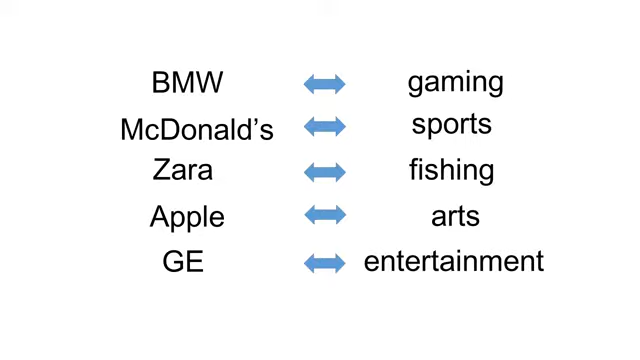 BMW gaming
McDonald's sports
Zara fishing
Apple arts
GE entertainment